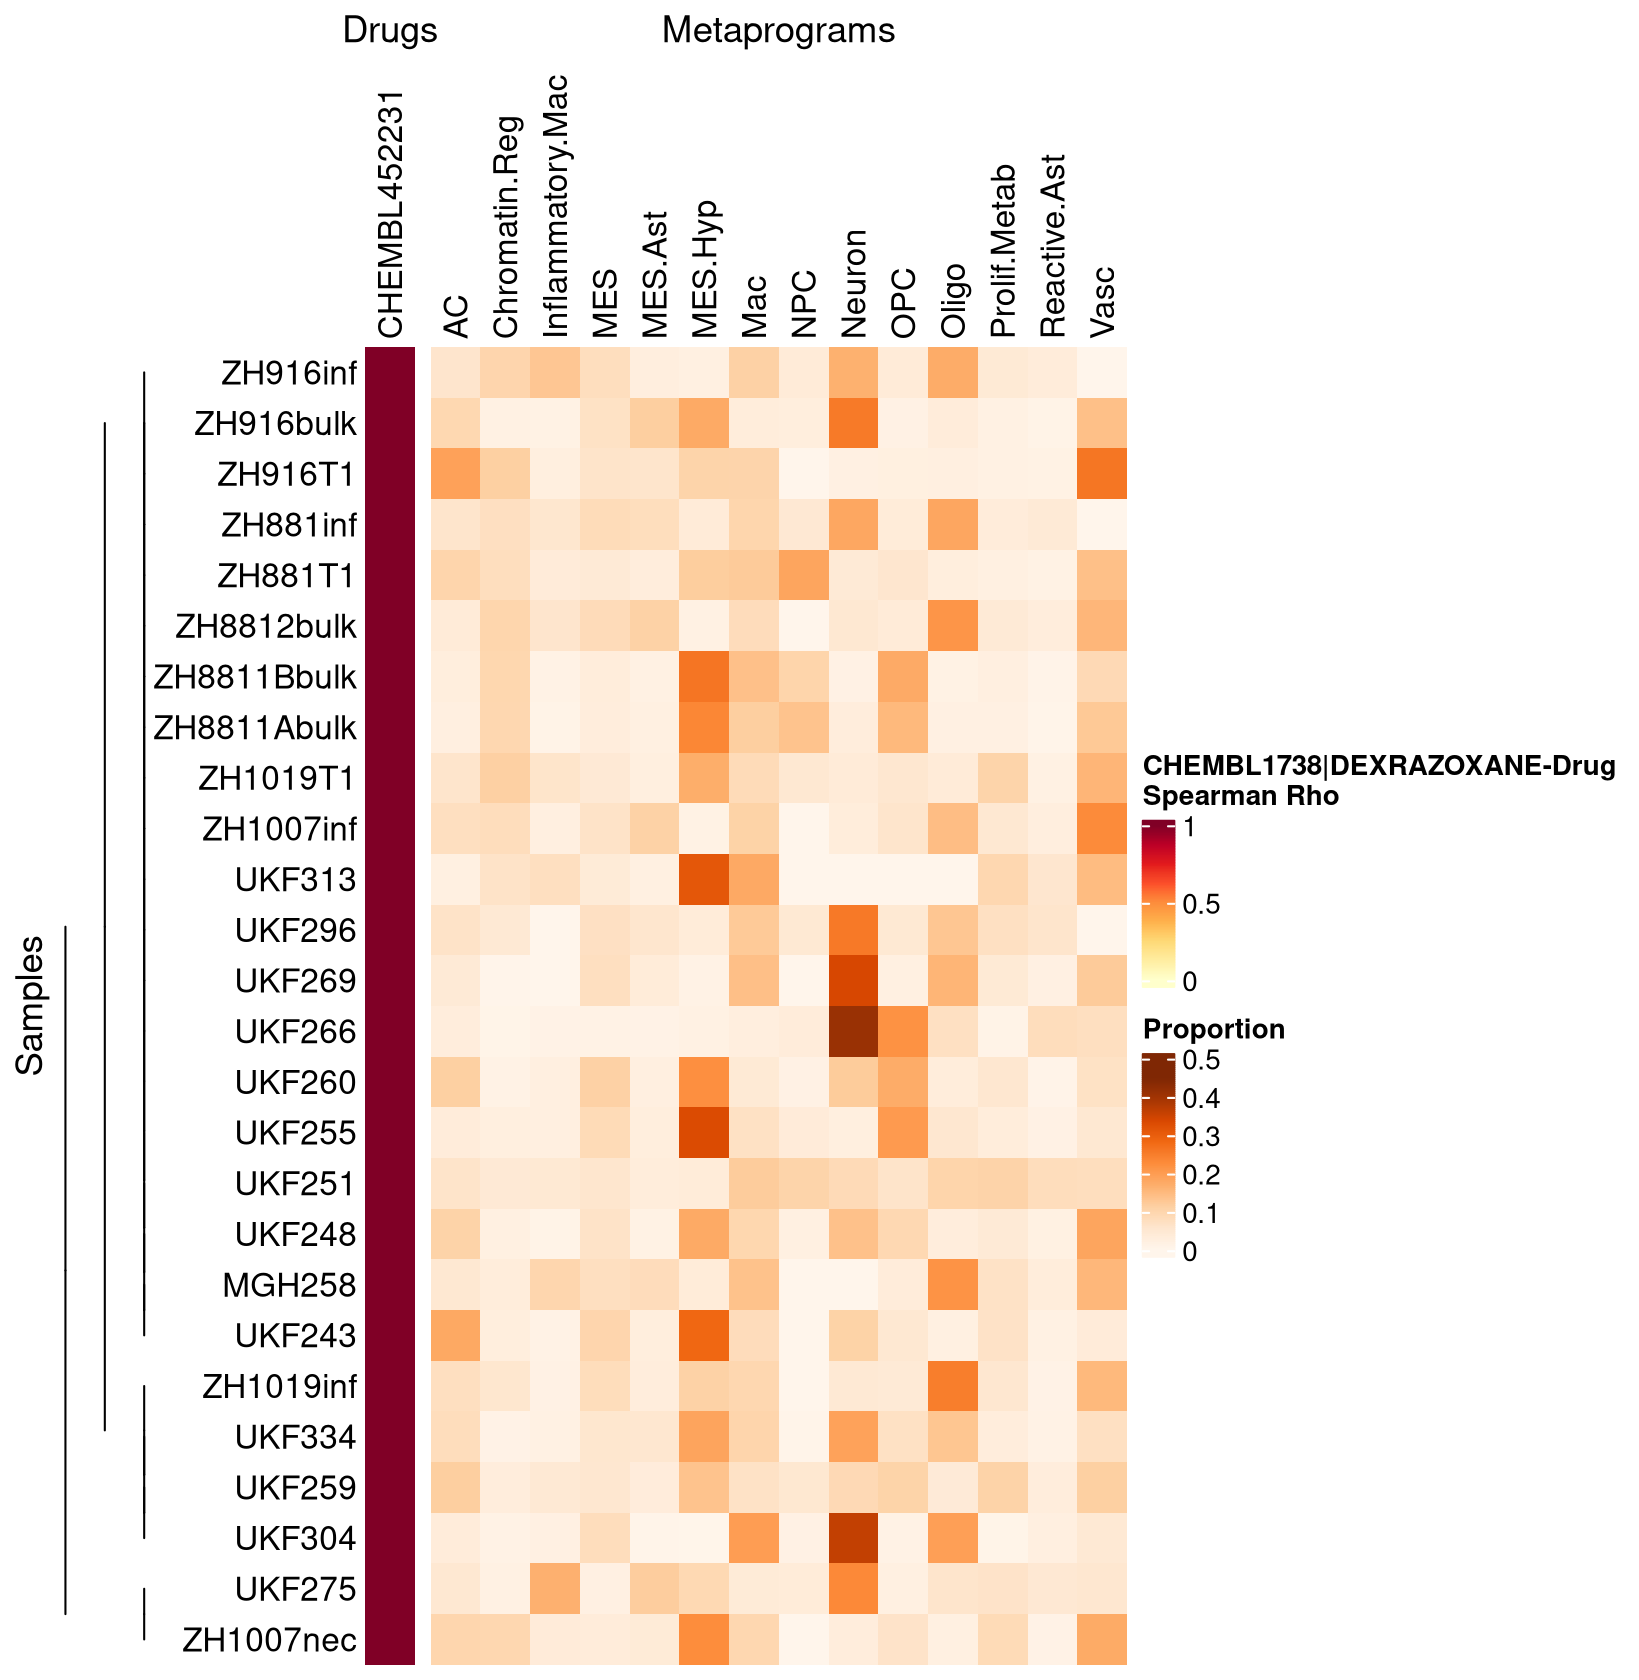 Drugs
Metaprograms
CHEMBL452231
AC
Chromatin.Reg
Inflammatory.Mac
MES
MES.Ast
MES.Hyp
Mac
NPC
Neuron
OPC
Oligo
Prolif.Metab
Reactive.Ast
Vasc
Samples
ZH916inf
ZH916bulk
ZH916T1
ZH881inf
ZH881T1
ZH8812bulk
ZH8811Bbulk
ZH8811Abulk
ZH1019T1
ZH1007inf
UKF313
UKF296
UKF269
UKF266
UKF260
UKF255
UKF251
UKF248
MGH258
UKF243
ZH1019inf
UKF334
UKF259
UKF304
UKF275
ZH1007nec
CHEMBL1738|DEXRAZOXANE-Drug
Spearman Rho
1
0.5
0
Proportion
0.5
0.4
0.3
0.2
0.1
0